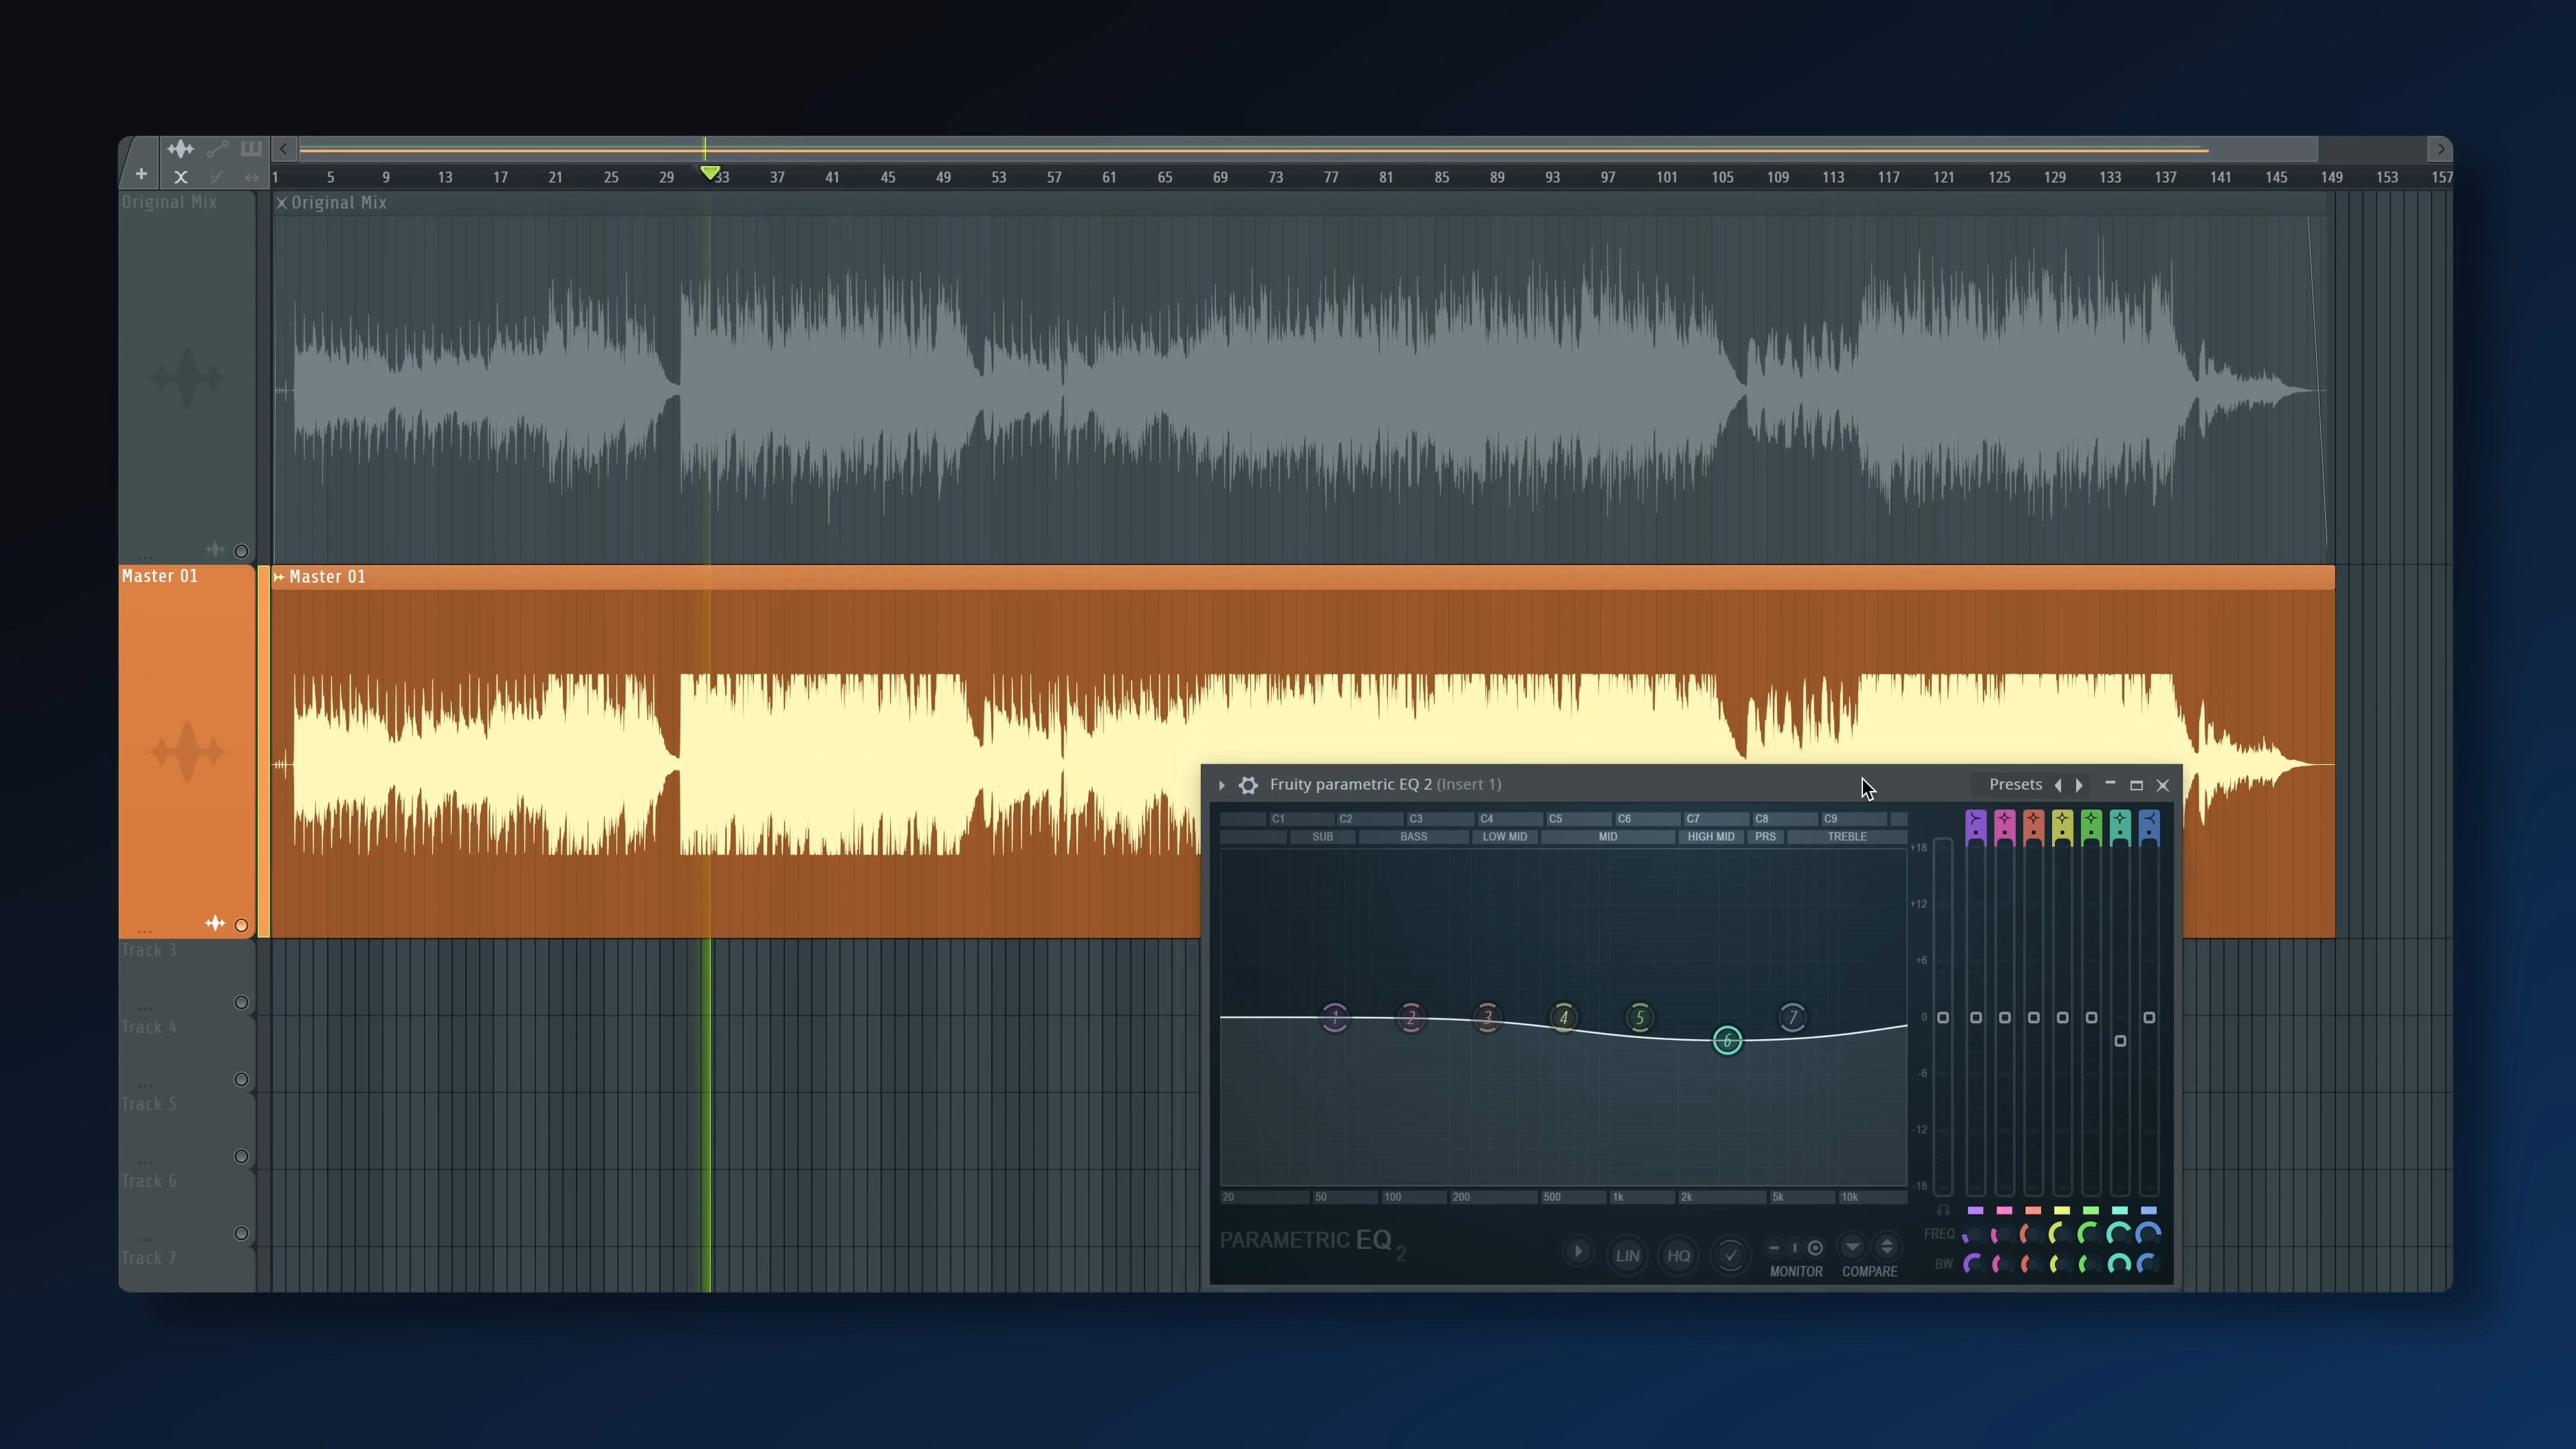 1 5 9 13 17 21 25 29 33 37 41 45 49 53 57 61 65 69 73 77 81 85 89 93 97 101 105 109 113 117 121 125 129 133 137 141 145 149 153 157
Original Mix
Original Mix
Master 01
Master 01
Fruity parametric EQ 2 (Insert 1)
Presets
C1 C2 C3 C4 C5 C6 C7 C8 C9
SUB BASS LOW MID MID HIGH MID PRS TREBLE
+18
+12
+6
0
-6
-12
-18
1 2 3 4 5 6 7
20 50 100 200 500 1k 2k 5k 10k
PARAMETRIC EQ 2
LIN HQ
MONITOR COMPARE
FREQ
BW
Track 3
Track 4
Track 5
Track 6
Track 7